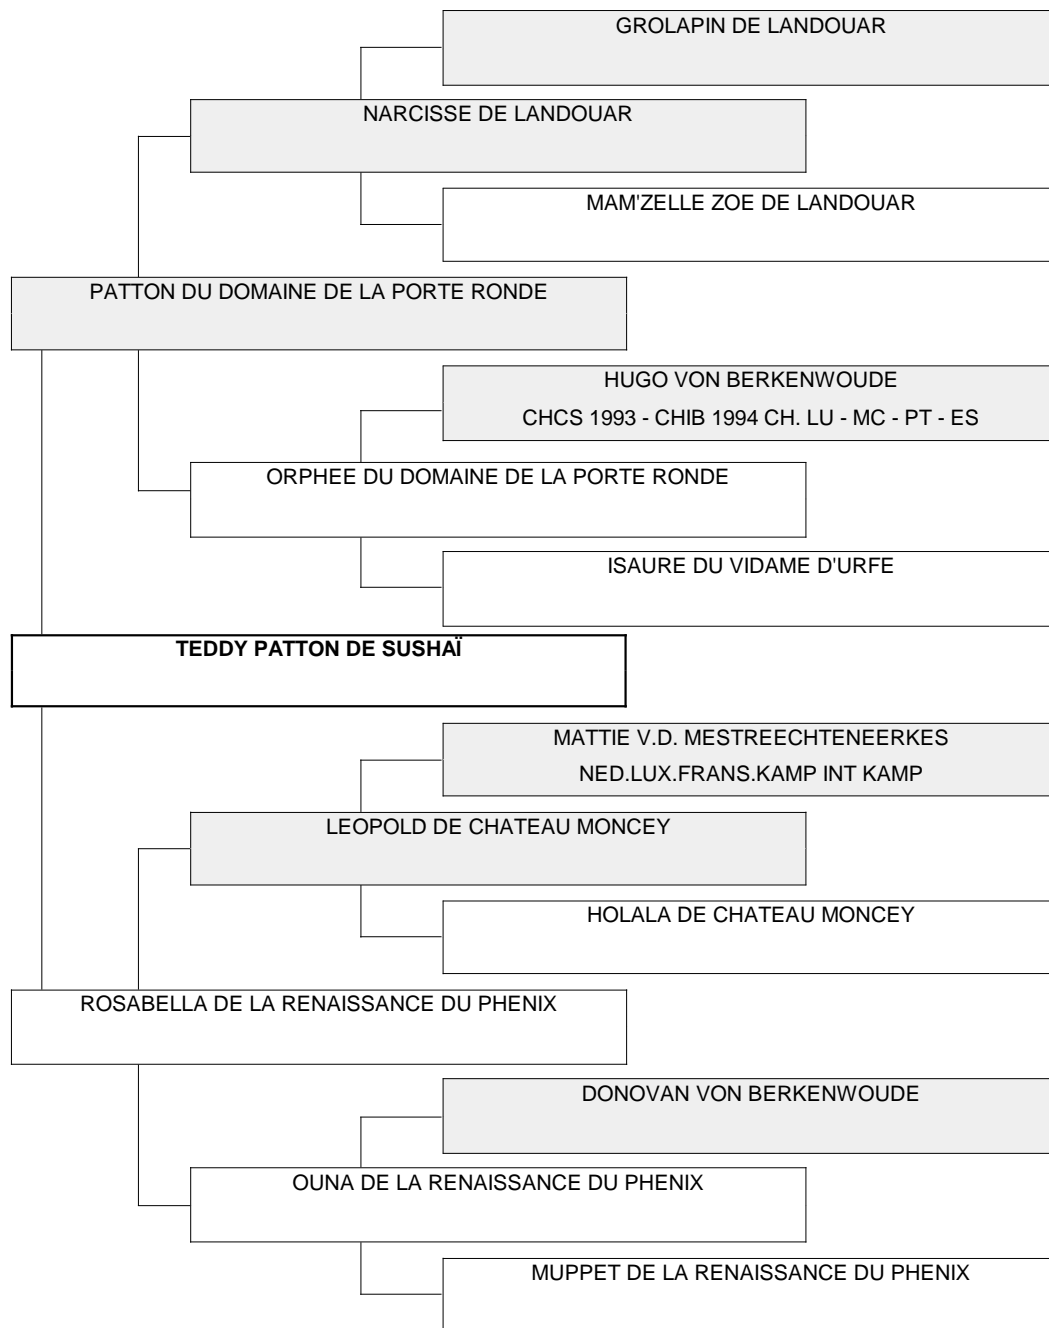 GROLAPIN DE LANDOUAR
NARCISSE DE LANDOUAR
MAM'ZELLE ZOE DE LANDOUAR
PATTON DU DOMAINE DE LA PORTE RONDE
HUGO VON BERKENWOUDE
CHCS 1993 - CHIB 1994 CH. LU - MC - PT - ES
ORPHEE DU DOMAINE DE LA PORTE RONDE
ISAURE DU VIDAME D'URFE
TEDDY PATTON DE SUSHAÏ
MATTIE V.D. MESTREECHTENEERKES
NED.LUX.FRANS.KAMP INT KAMP
LEOPOLD DE CHATEAU MONCEY
HOLALA DE CHATEAU MONCEY
ROSABELLA DE LA RENAISSANCE DU PHENIX
DONOVAN VON BERKENWOUDE
OUNA DE LA RENAISSANCE DU PHENIX
MUPPET DE LA RENAISSANCE DU PHENIX